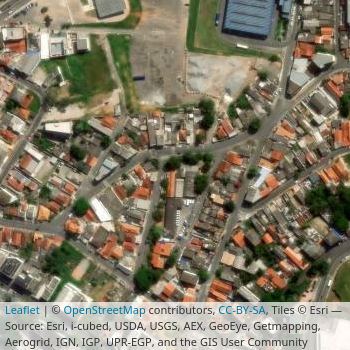 Leaflet | © OpenStreetMap contributors, CC-BY-SA, Tiles © Esri —
Source: Esri, i-cubed, USDA, USGS, AEX, GeoEye, Getmapping,
Aerogrid, IGN, IGP, UPR-EGP, and the GIS User Community